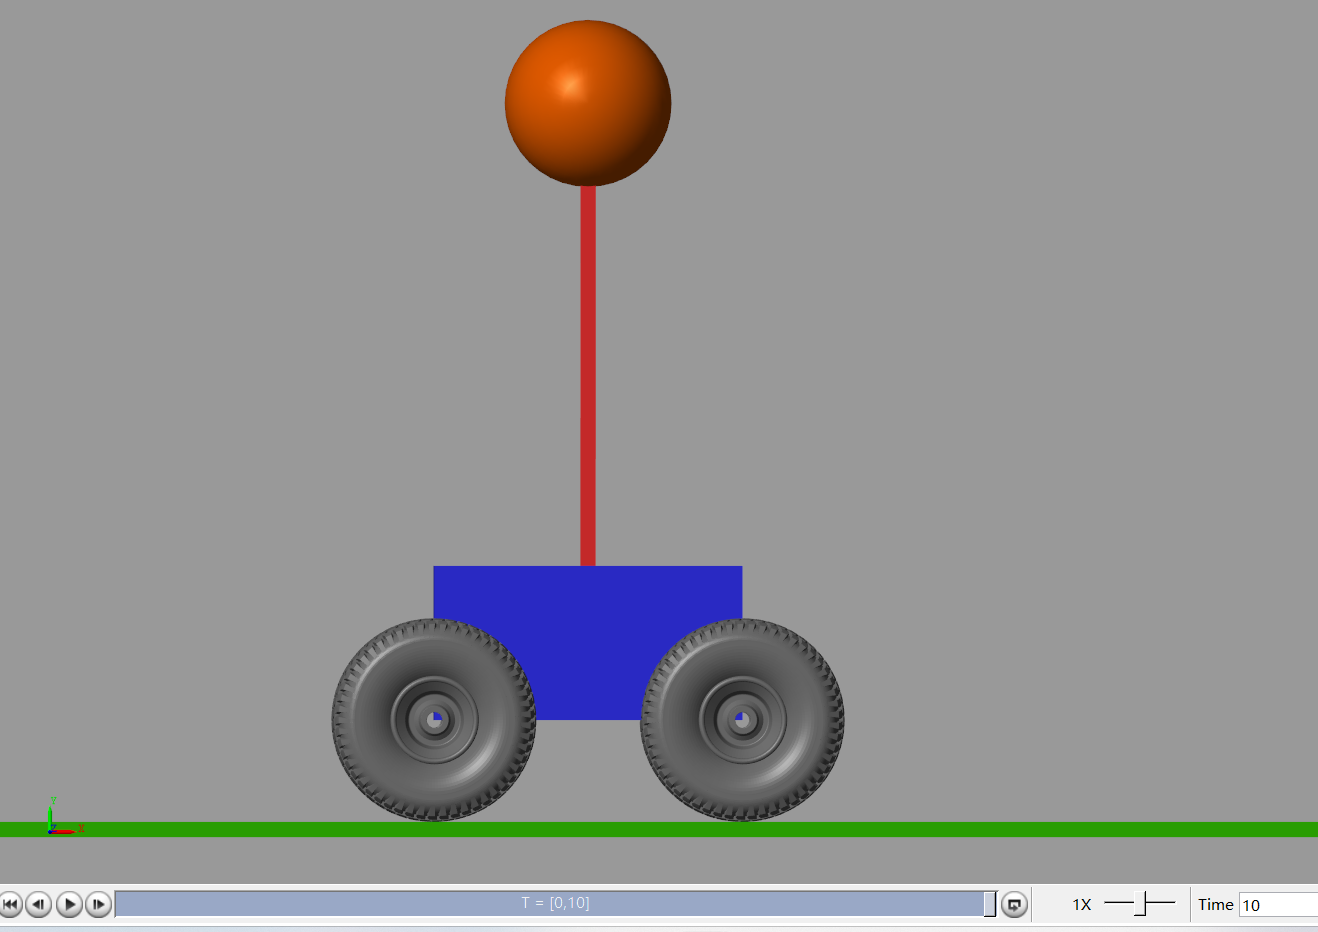 Y
X
T = [0,10]
1X
Time 10